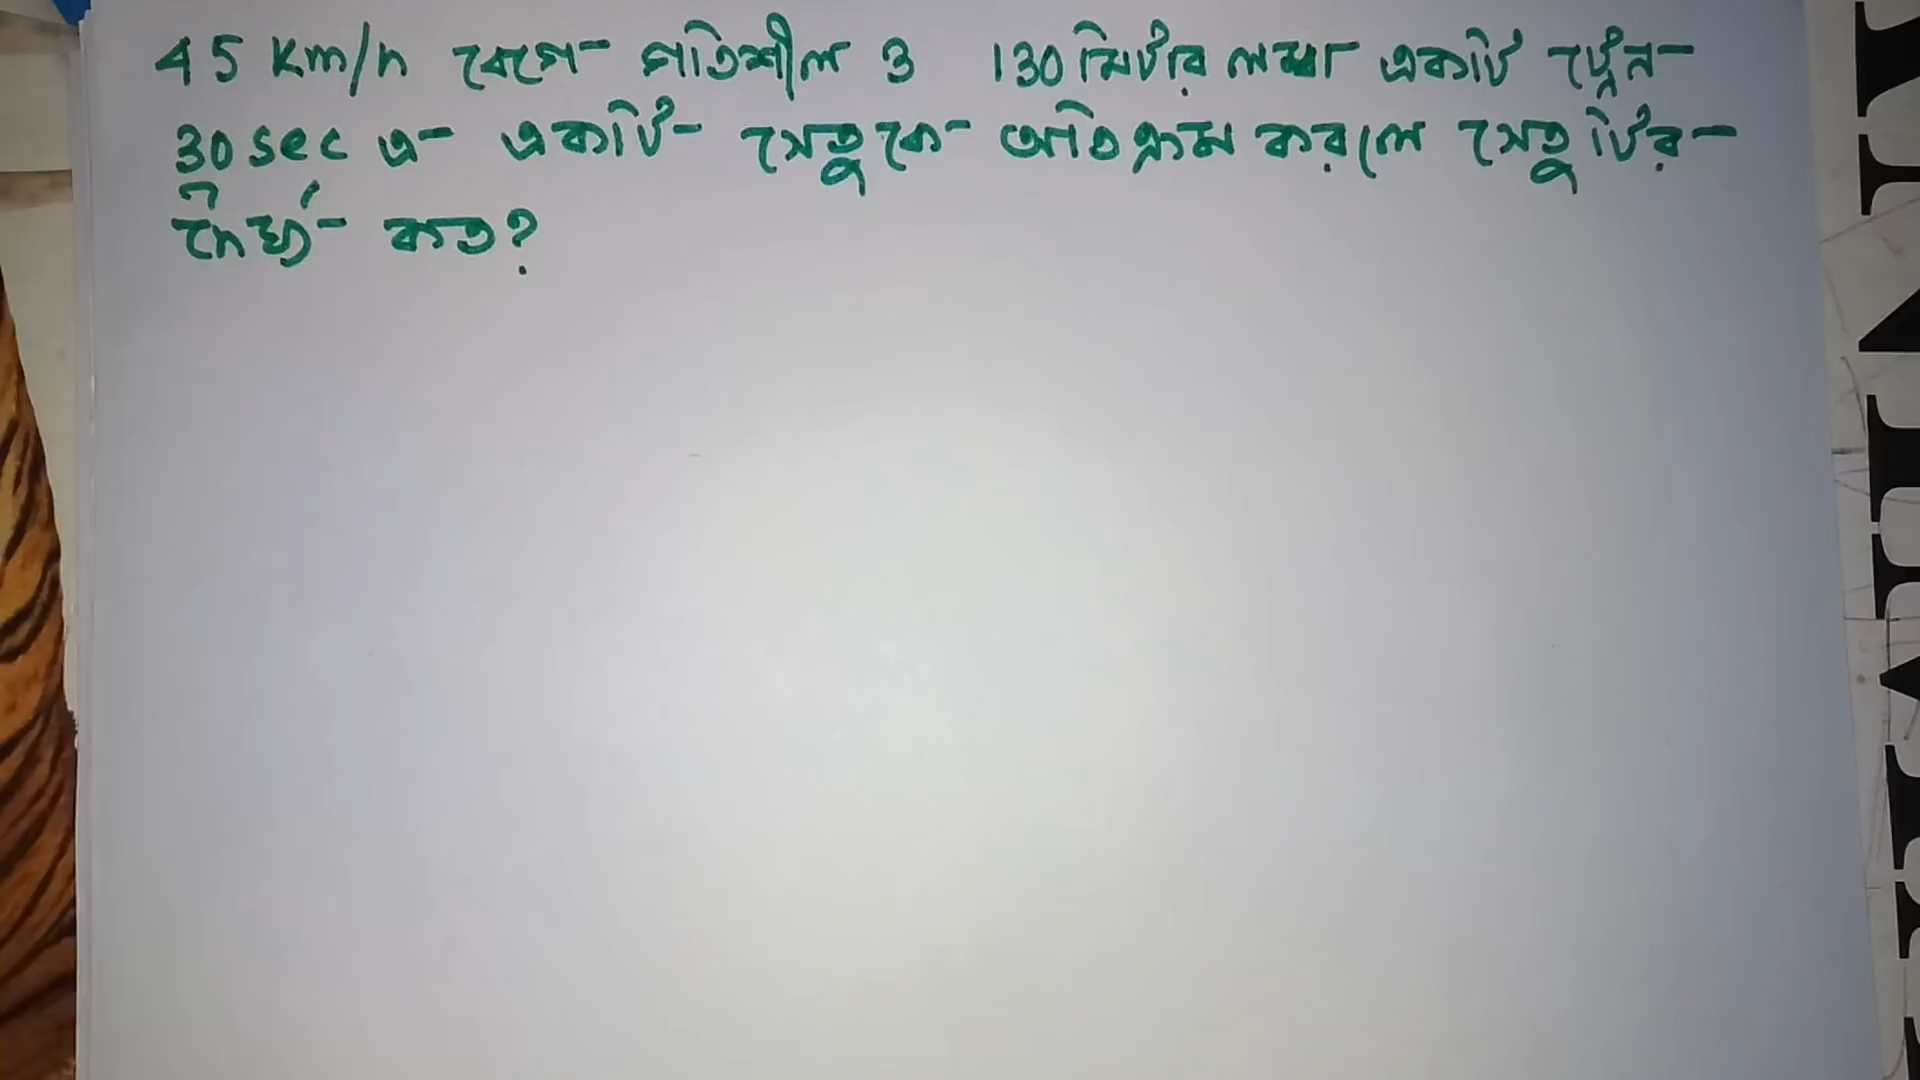 45 Km/h বেগে গতিশীল ও 130 মিটার লম্বা একটি ট্রেন
30 sec এ একটি সেতুকে অতিক্রম করলে সেতুটির
দৈর্ঘ্য কত?